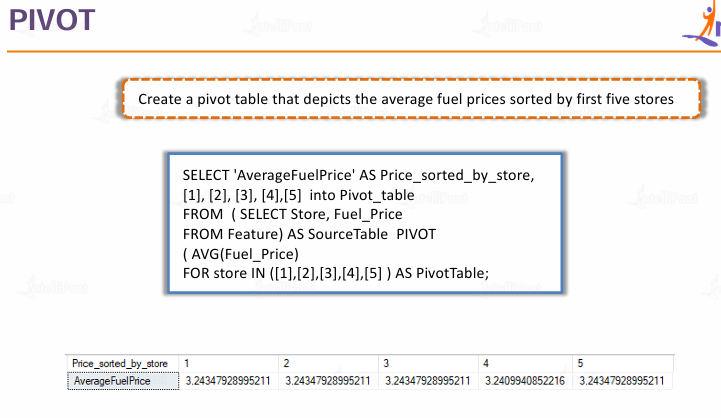 PIVOT
Create a pivot table that depicts the average fuel prices sorted by first five stores
SELECT 'AverageFuelPrice' AS Price_sorted_by_store,
[1], [2], [3], [4],[5]  into Pivot_table
FROM  ( SELECT Store, Fuel_Price
FROM Feature) AS SourceTable  PIVOT
( AVG(Fuel_Price)
FOR store IN ([1],[2],[3],[4],[5] ) AS PivotTable;
Price_sorted_by_store 1 2 3 4 5
AverageFuelPrice 3.24347928995211 3.24347928995211 3.24347928995211 3.2409940852216 3.24347928995211